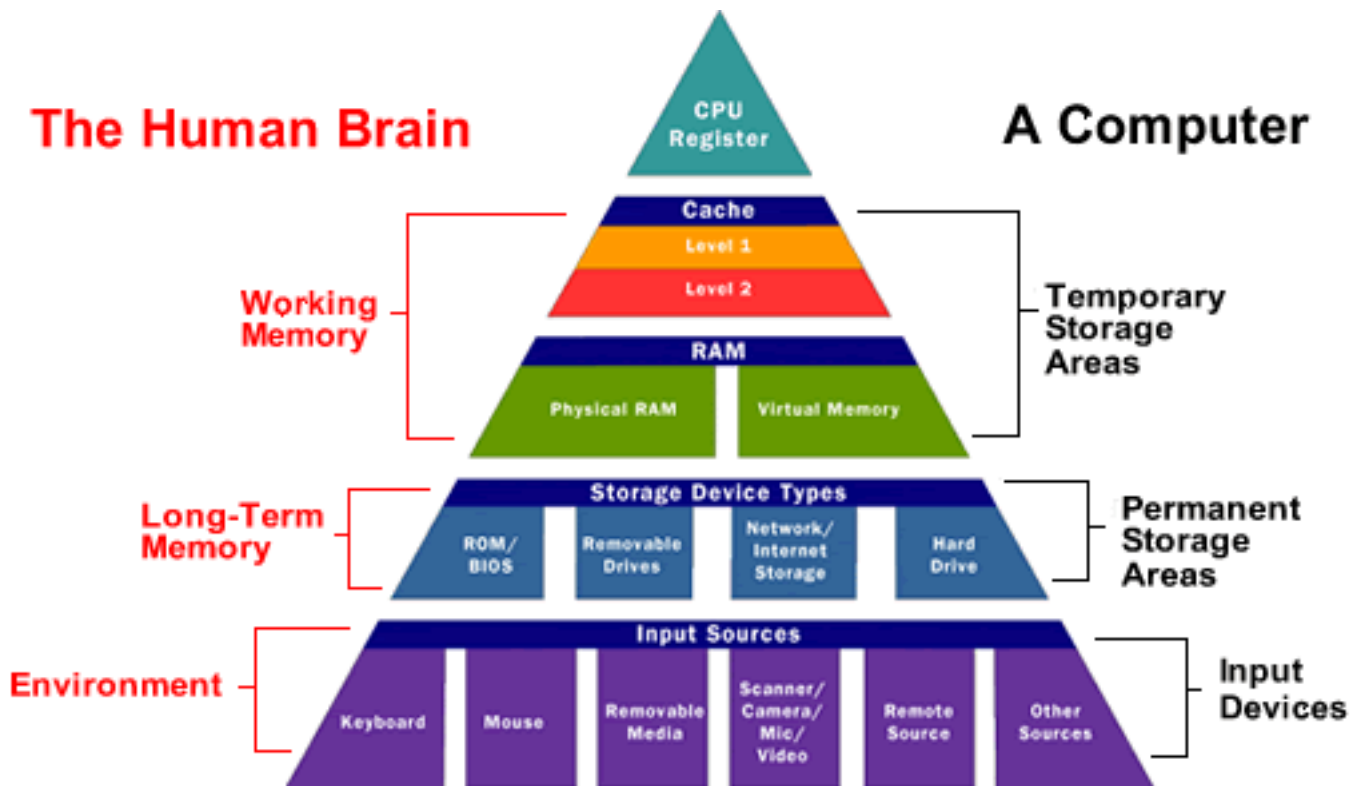 The Human Brain
A Computer
CPU
Register
Cache
Level 1
Level 2
Working
Memory
Temporary
Storage
Areas
RAM
Physical RAM
Virtual Memory
Storage Device Types
Long-Term
Memory
ROM/
BIOS
Removable
Drives
Network/
Internet
Storage
Hard
Drive
Permanent
Storage
Areas
Input Sources
Environment
Keyboard
Mouse
Removable
Media
Scanner/
Camera/
Mic/
Video
Remote
Source
Other
Sources
Input
Devices